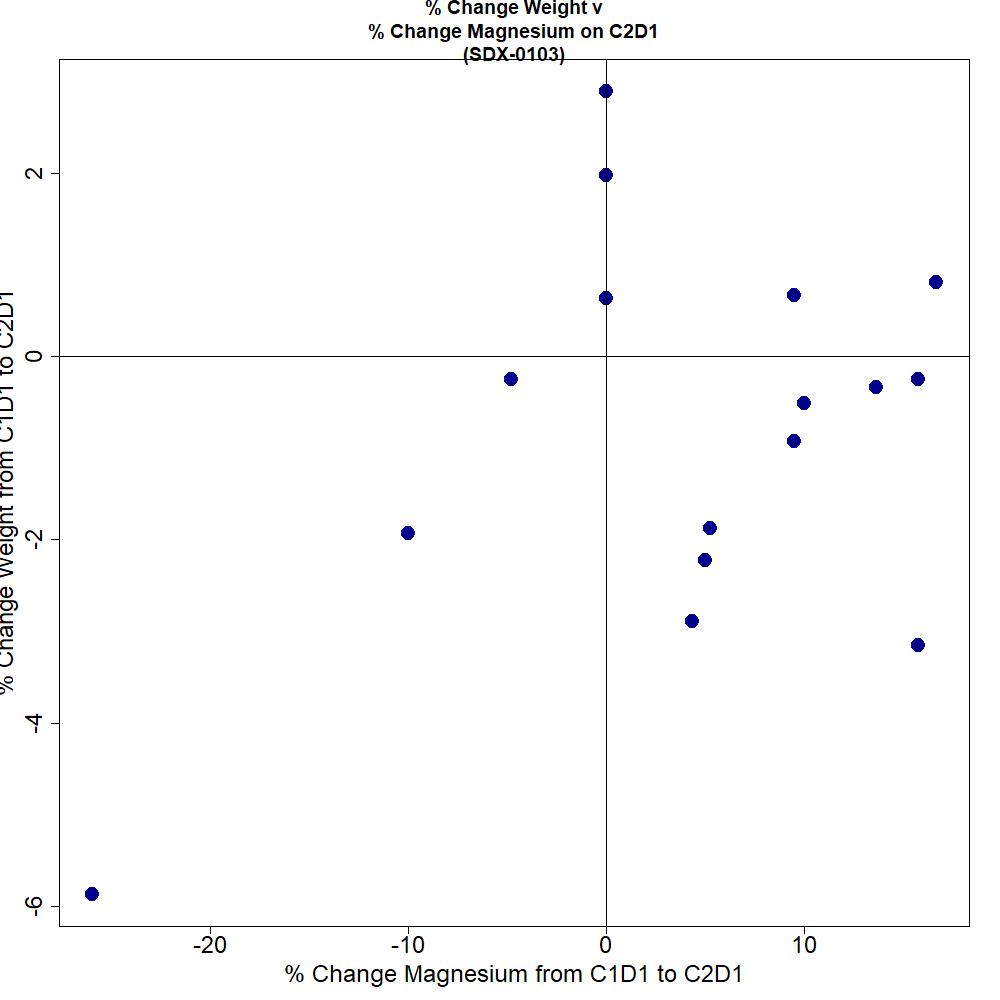 % Change Weight v
% Change Magnesium on C2D1
(SDX-0103)
% Change Weight from C1D1 to C2D1
2
0
-2
-4
-6
-20
-10
0
10
% Change Magnesium from C1D1 to C2D1